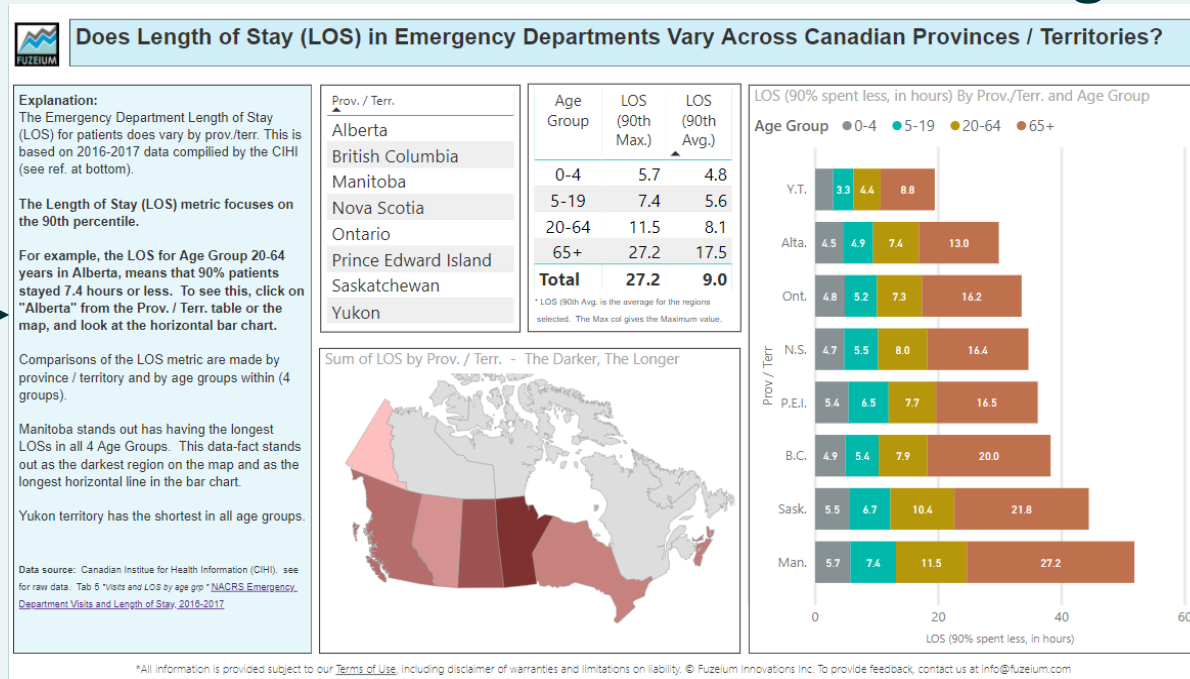 FUZEIUM
Does Length of Stay (LOS) in Emergency Departments Vary Across Canadian Provinces / Territories?
Explanation:
The Emergency Department Length of Stay
(LOS) for patients does vary by prov./terr. This is
based on 2016-2017 data compilied by the CIHI
(see ref. at bottom).
The Length of Stay (LOS) metric focuses on
the 90th percentile.
For example, the LOS for Age Group 20-64
years in Alberta, means that 90% patients
stayed 7.4 hours or less. To see this, click on
"Alberta" from the Prov. / Terr. table or the
map, and look at the horizontal bar chart.
Comparisons of the LOS metric are made by
province / territory and by age groups within (4
groups).
Manitoba stands out has having the longest
LOSs in all 4 Age Groups. This data-fact stands
out as the darkest region on the map and as the
longest horizontal line in the bar chart.
Yukon territory has the shortest in all age groups.
Data source: Canadian Institue for Health Information (CIHI). see
for raw data. Tab 5 "Visits and LOS by age grp" NACRS Emergency
Department Visits and Length of Stay, 2016-2017
Prov. / Terr.
Alberta
British Columbia
Manitoba
Nova Scotia
Ontario
Prince Edward Island
Saskatchewan
Yukon
Age Group LOS (90th Max.) LOS (90th Avg.)
0-4 5.7 4.8
5-19 7.4 5.6
20-64 11.5 8.1
65+ 27.2 17.5
Total 27.2 9.0
* LOS (90th Avg. is the average for the regions
selected. The Max col gives the Maximum value.
Sum of LOS by Prov. / Terr. - The Darker, The Longer
LOS (90% spent less, in hours) By Prov./Terr. and Age Group
Age Group 0-4 5-19 20-64 65+
Prov / Terr
Y.T. 3.3 4.4 8.8
Alta. 4.5 4.9 7.4 13.0
Ont. 4.8 5.2 7.3 16.2
N.S. 4.7 5.5 8.0 16.4
P.E.I. 5.4 6.5 7.7 16.5
B.C. 4.9 5.4 7.9 20.0
Sask. 5.5 6.7 10.4 21.8
Man. 5.7 7.4 11.5 27.2
0 20 40 60
LOS (90% spent less, in hours)
*All information is provided subject to our Terms of Use, including disclaimer of warranties and limitations on liability. © Fuzeium Innovations Inc. To provide feedback, contact us at info@fuzeium.com